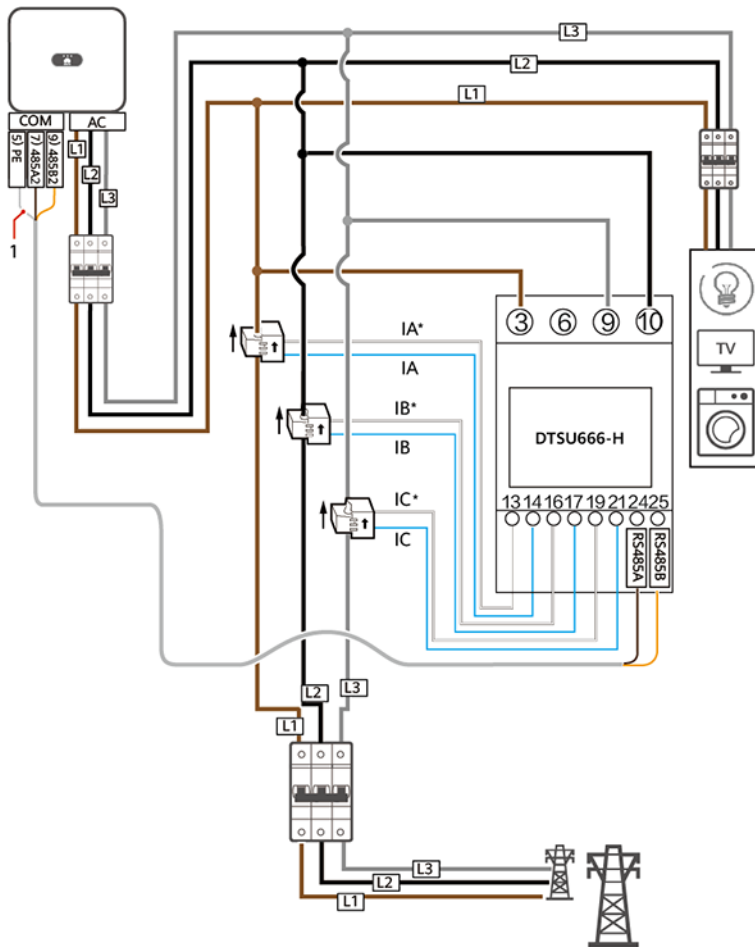 L3
L2
L1
COM
AC
5) PE
7) 485A2
9) 485B2
L1
L2
L3
1
3
6
9
10
IA*
IA
TV
IB*
IB
DTSU666-H
IC*
IC
13 14 16 17 19 21 24 25
RS485A
RS485B
L2
L3
L1
L3
L2
L1